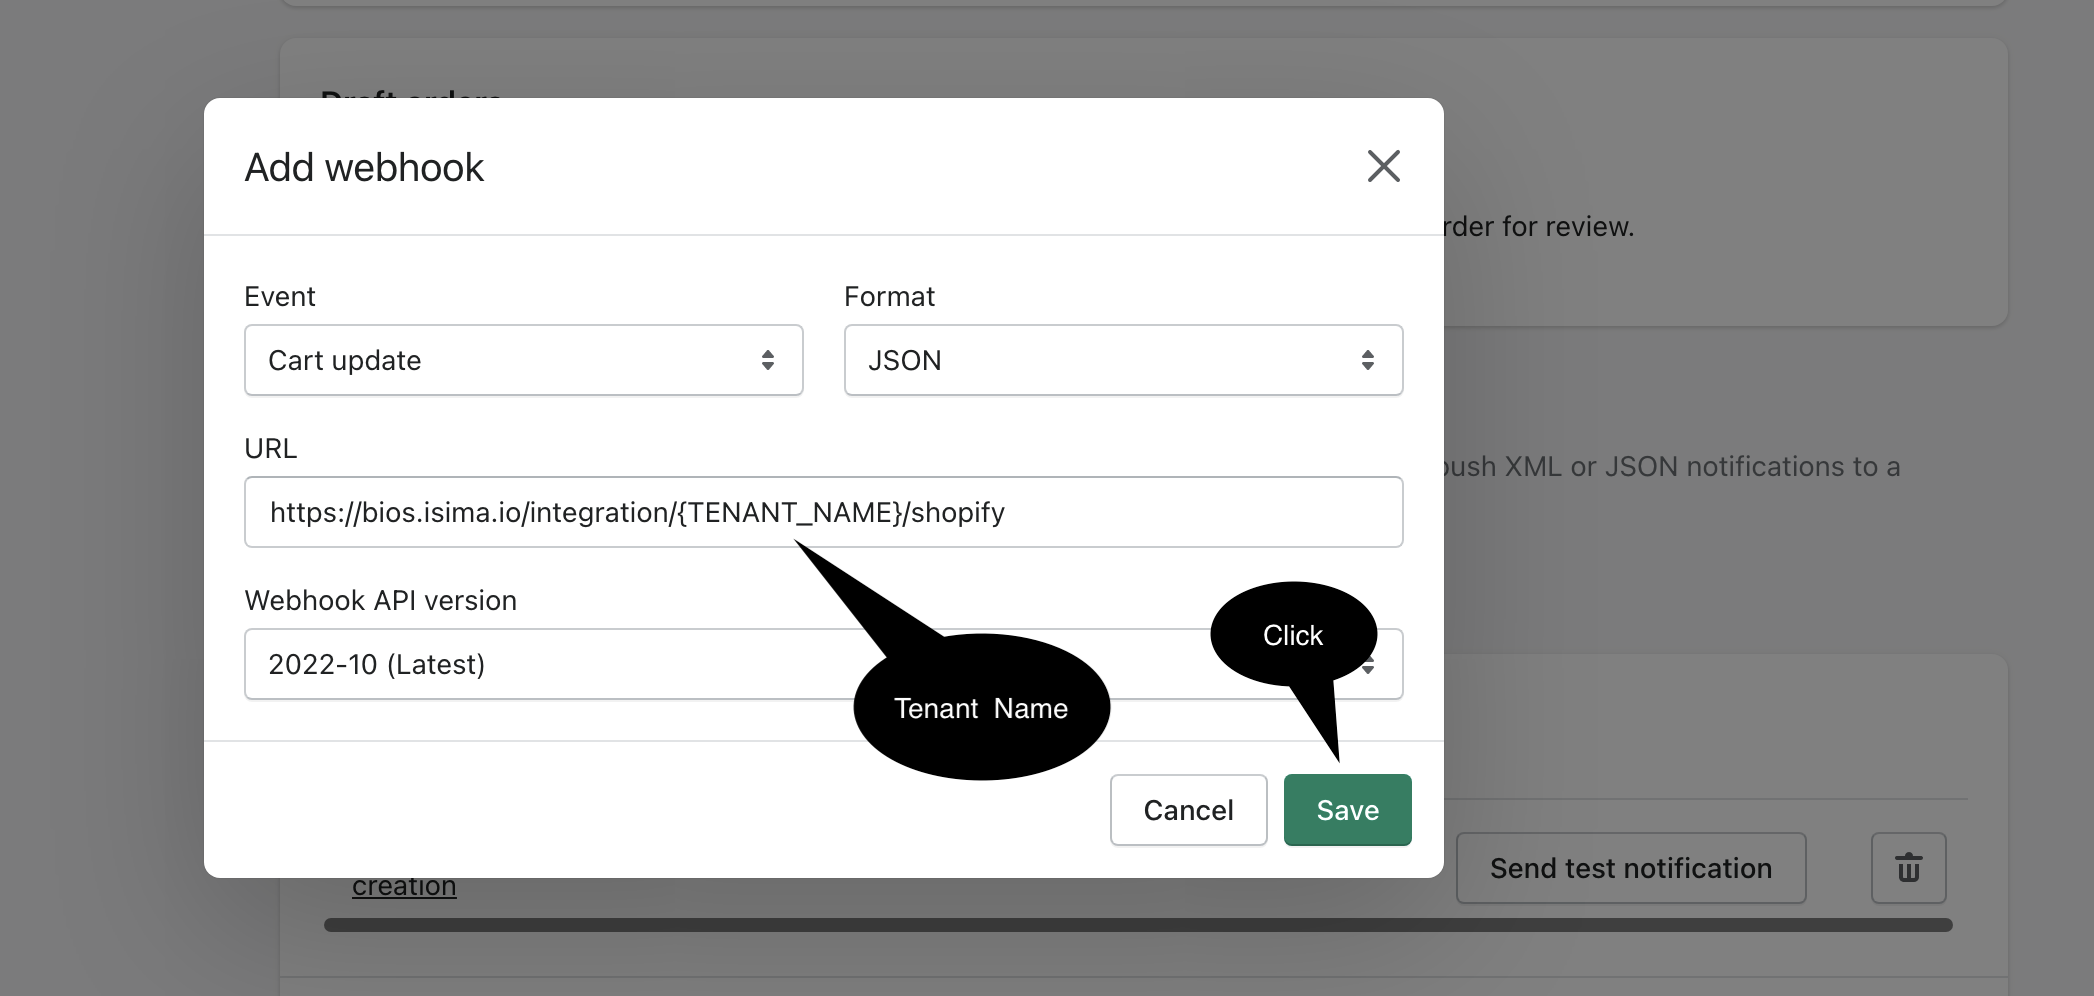 Draft orders
Add webhook
rder for review.
Event
Format
Cart update
JSON
URL
push XML or JSON notifications to a
https://bios.isima.io/integration/{TENANT_NAME}/shopify
Webhook API version
Click
2022-10 (Latest)
Tenant Name
Cancel
Save
Send test notification
creation